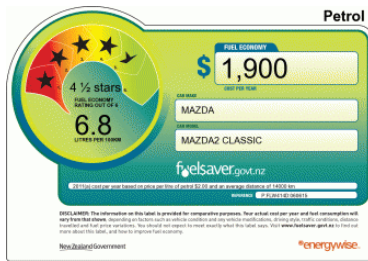 Petrol
4 ½ stars
FUEL ECONOMY
RATING OUT OF 6
6.8
LITRES PER 100KM
FUEL ECONOMY
$ 1,900
COST PER YEAR
CAR MAKE
MAZDA
CAR MODEL
MAZDA2 CLASSIC
fuelsaver.govt.nz
cost per year based on price per litre of petrol and an average distance of 14000 km
DISCLAIMER: The information on this label is provided for comparative purposes. Your actual cost per year and fuel consumption will
vary from that shown, depending on factors such as vehicle condition and any vehicle modifications, driving style, traffic conditions, distance
travelled and fuel price variations. You should not expect to meet exactly what this label says. Visit www.fuelsaver.govt.nz to find out
more about this label, and how to improve fuel economy.
New Zealand Government
energywise.